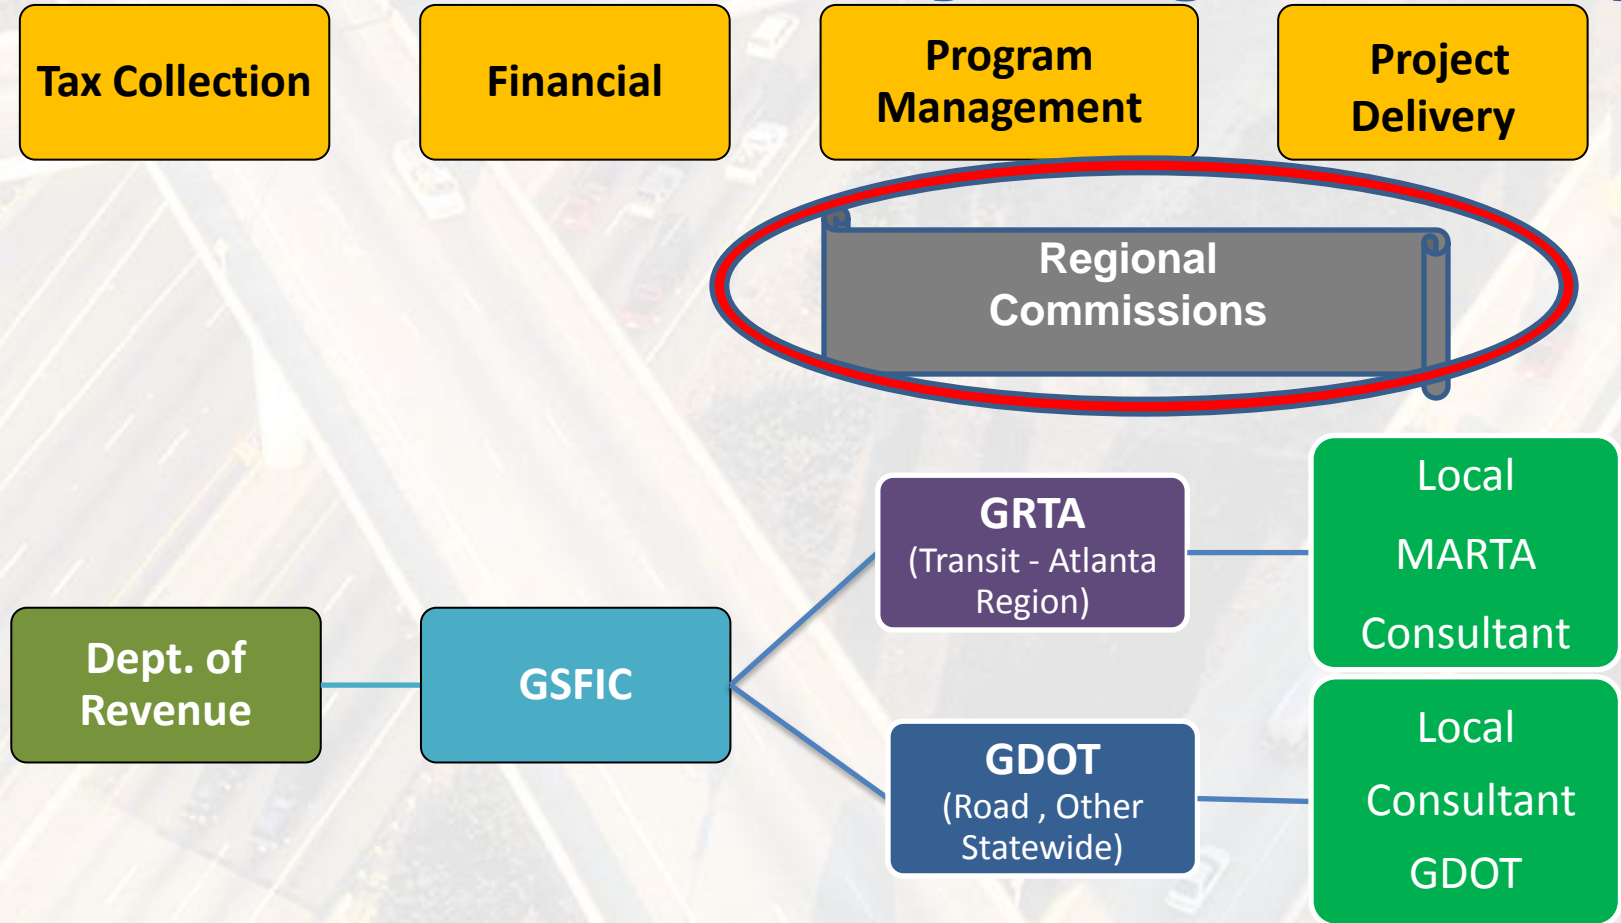 Tax Collection
Financial
Program
Management
Project
Delivery
Regional
Commissions
Dept. of
Revenue
GSFIC
GRTA
(Transit - Atlanta
Region)
Local
MARTA
Consultant
GDOT
(Road , Other
Statewide)
Local
Consultant
GDOT